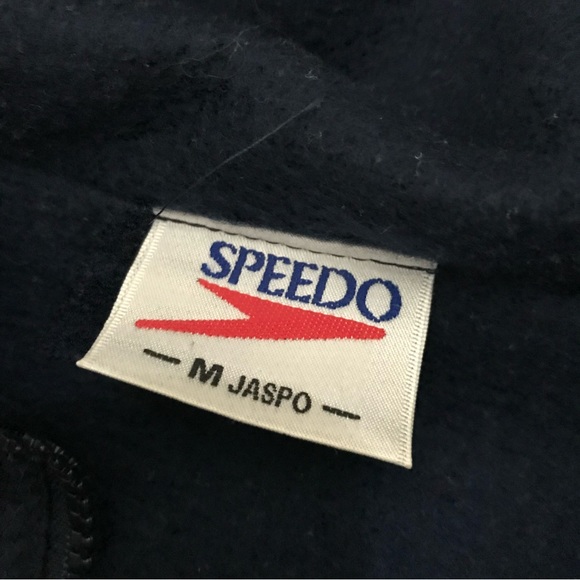 SPEEDO
— M JASPO —